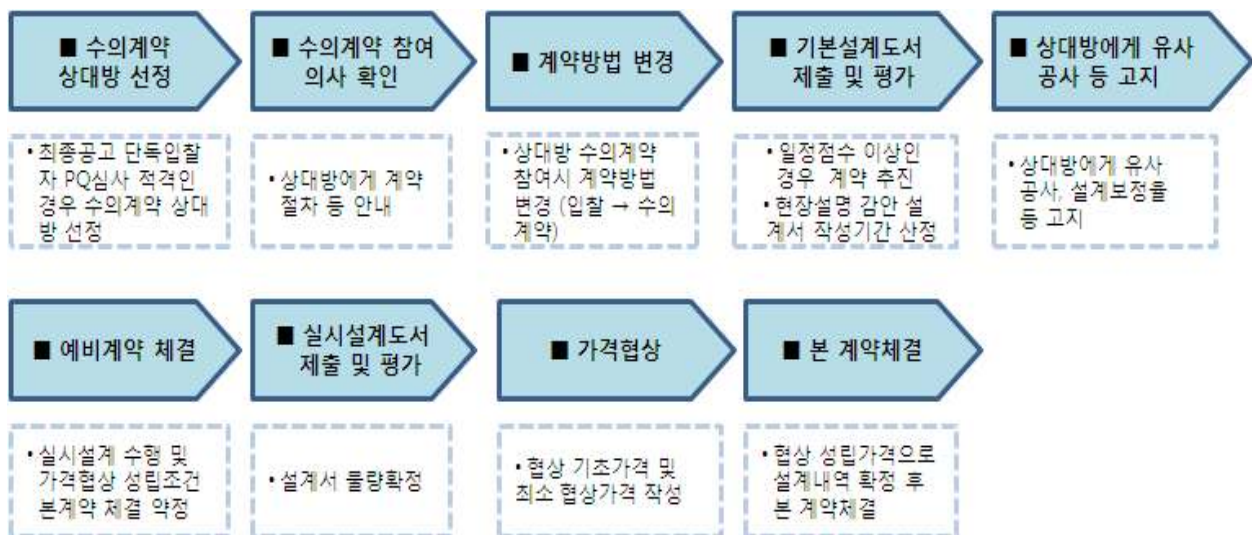 ■ 수의계약
상대방 선정
■ 수의계약 참여
의사 확인
■ 계약방법 변경
■ 기본설계도서
제출 및 평가
■ 상대방에게 유사
공사 등 고지
• 최종공고 단독입찰
자 PQ심사 적격인
경우 수의계약 상대
방 선정
• 상대방에게 계약
절차 등 안내
• 상대방 수의계약
참여시 계약방법
변경 (입찰 → 수의
계약)
• 일정점수 이상인
경우 계약 추진
• 현장설명 감안 설
계서 작성기간 산정
• 상대방에게 유사
공사, 설계보정율
등 고지
■ 예비계약 체결
■ 실시설계도서
제출 및 평가
■ 가격협상
■ 본 계약체결
• 실시설계 수행 및
가격협상 성립조건
본계약 체결 약정
• 설계서 물량확정
• 협상 기초가격 및
최소 협상가격 작성
• 협상 성립가격으로
설계내역 확정 후
본 계약체결